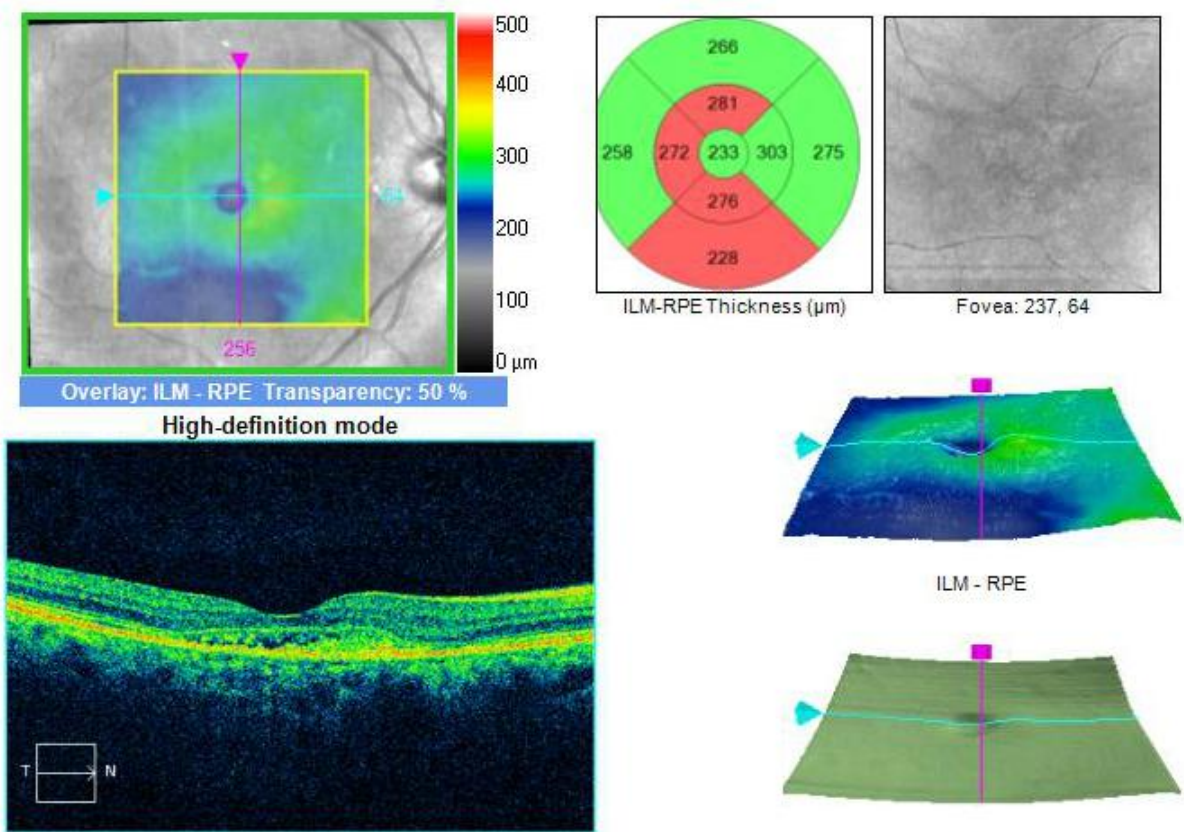 500
400
300
200
100
0 µm
64
256
Overlay: ILM - RPE Transparency: 50 %
266
281
258 272 233 303 275
276
228
ILM-RPE Thickness (µm)
Fovea: 237, 64
High-definition mode
T N
ILM - RPE